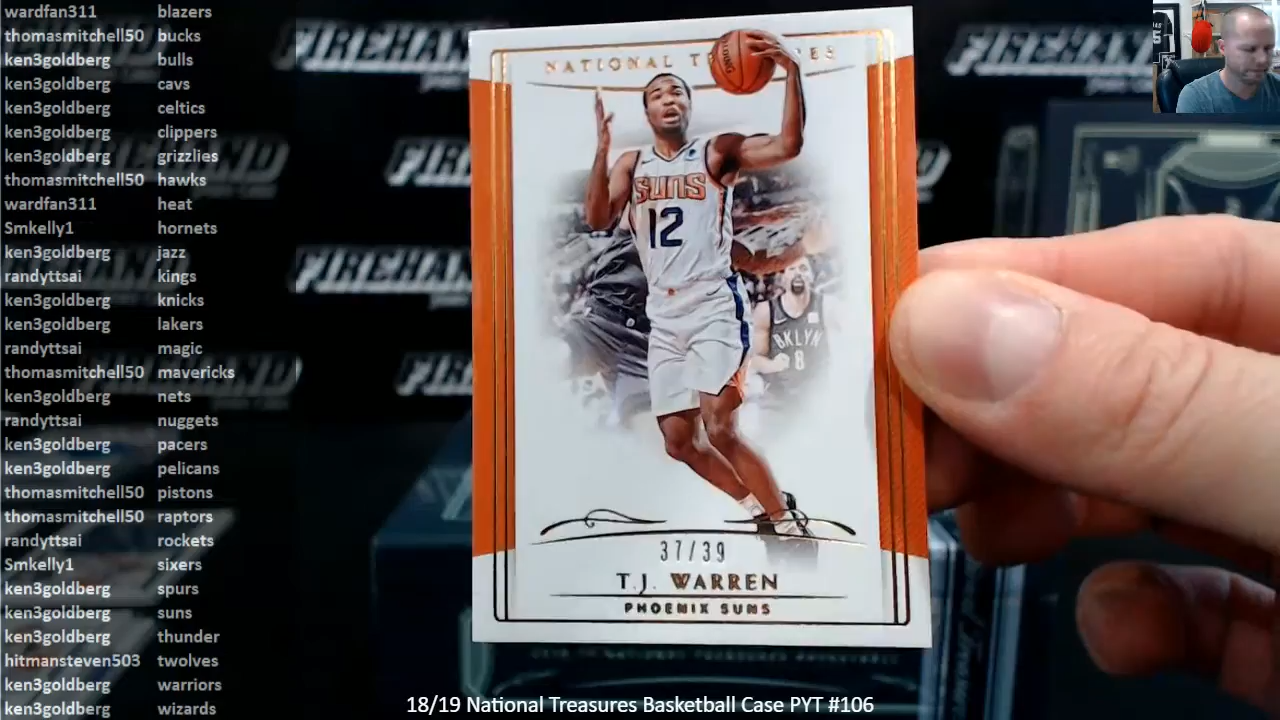 wardfan311 blazers
thomasmitchell50 bucks
ken3goldberg bulls
ken3goldberg cavs
ken3goldberg celtics
ken3goldberg clippers
ken3goldberg grizzlies
thomasmitchell50 hawks
wardfan311 heat
Smkelly1 hornets
ken3goldberg jazz
randyttsai kings
ken3goldberg knicks
ken3goldberg lakers
randyttsai magic
thomasmitchell50 mavericks
ken3goldberg nets
randyttsai nuggets
ken3goldberg pacers
ken3goldberg pelicans
thomasmitchell50 pistons
thomasmitchell50 raptors
randyttsai rockets
Smkelly1 sixers
ken3goldberg spurs
ken3goldberg suns
ken3goldberg thunder
hitmansteven503 twolves
ken3goldberg warriors
ken3goldberg wizards
FIREHAND
NATIONAL
SPALDING
SUNS
12
BKLYN
8
37/39
T.J. WARREN
PHOENIX SUNS
18/19 National Treasures Basketball Case PYT #106